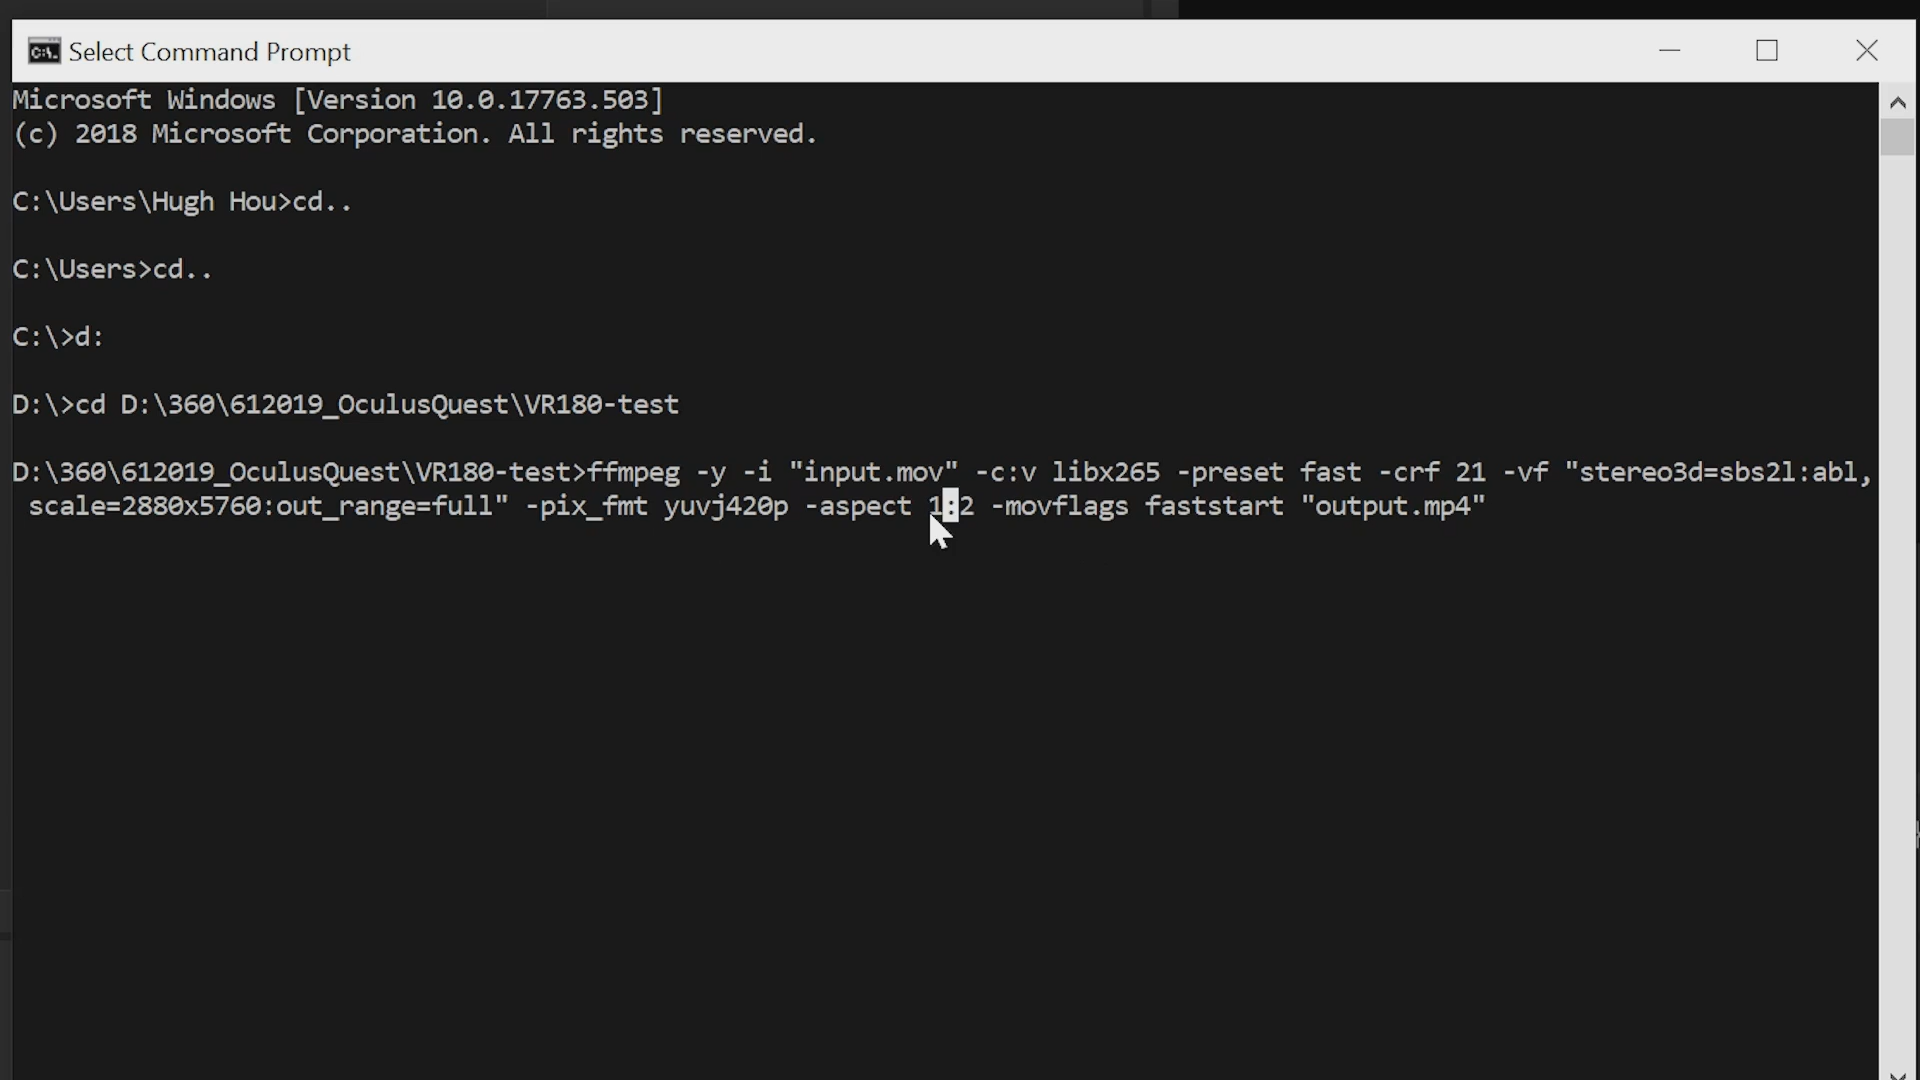 Select Command Prompt
Microsoft Windows [Version 10.0.17763.503]
(c) 2018 Microsoft Corporation. All rights reserved.
C:\Users\Hugh Hou>cd..
C:\Users>cd..
C:\>d:
D:\>cd D:\360\612019_OculusQuest\VR180-test
D:\360\612019_OculusQuest\VR180-test>ffmpeg -y -i "input.mov" -c:v libx265 -preset fast -crf 21 -vf "stereo3d=sbs2l:abl,
scale=2880x5760:out_range=full" -pix_fmt yuvj420p -aspect 1:2 -movflags faststart "output.mp4"